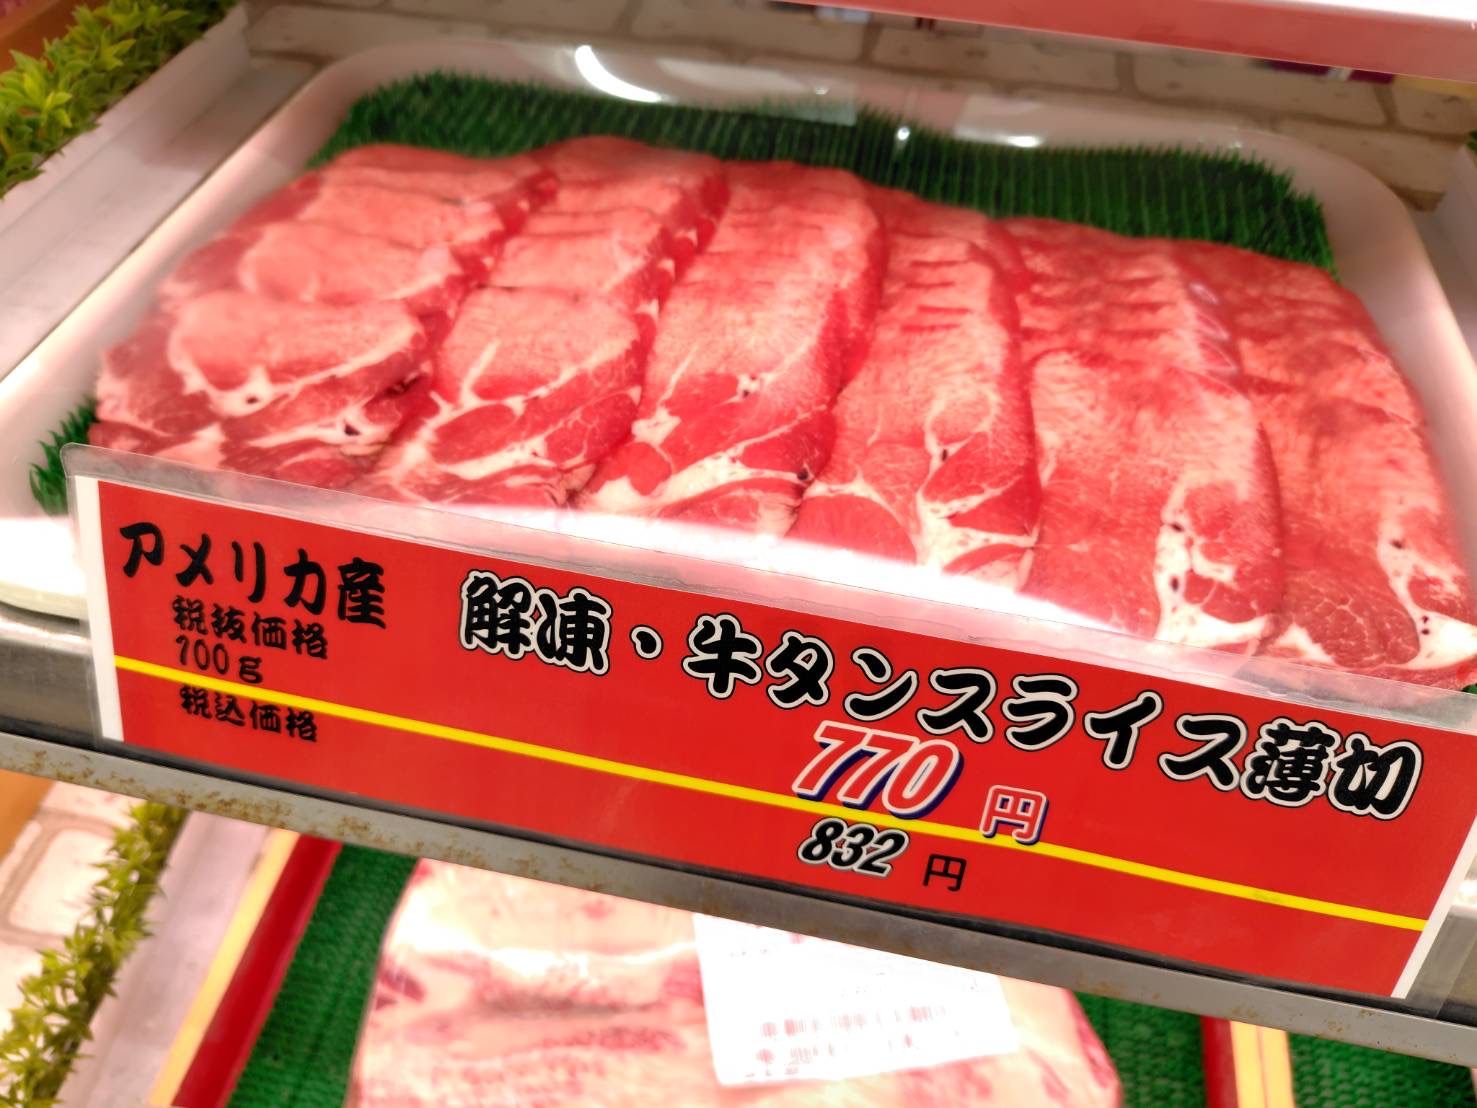 アメリカ産
解凍・牛タンスライス薄切
税抜価格
100g
770円
税込価格
832円